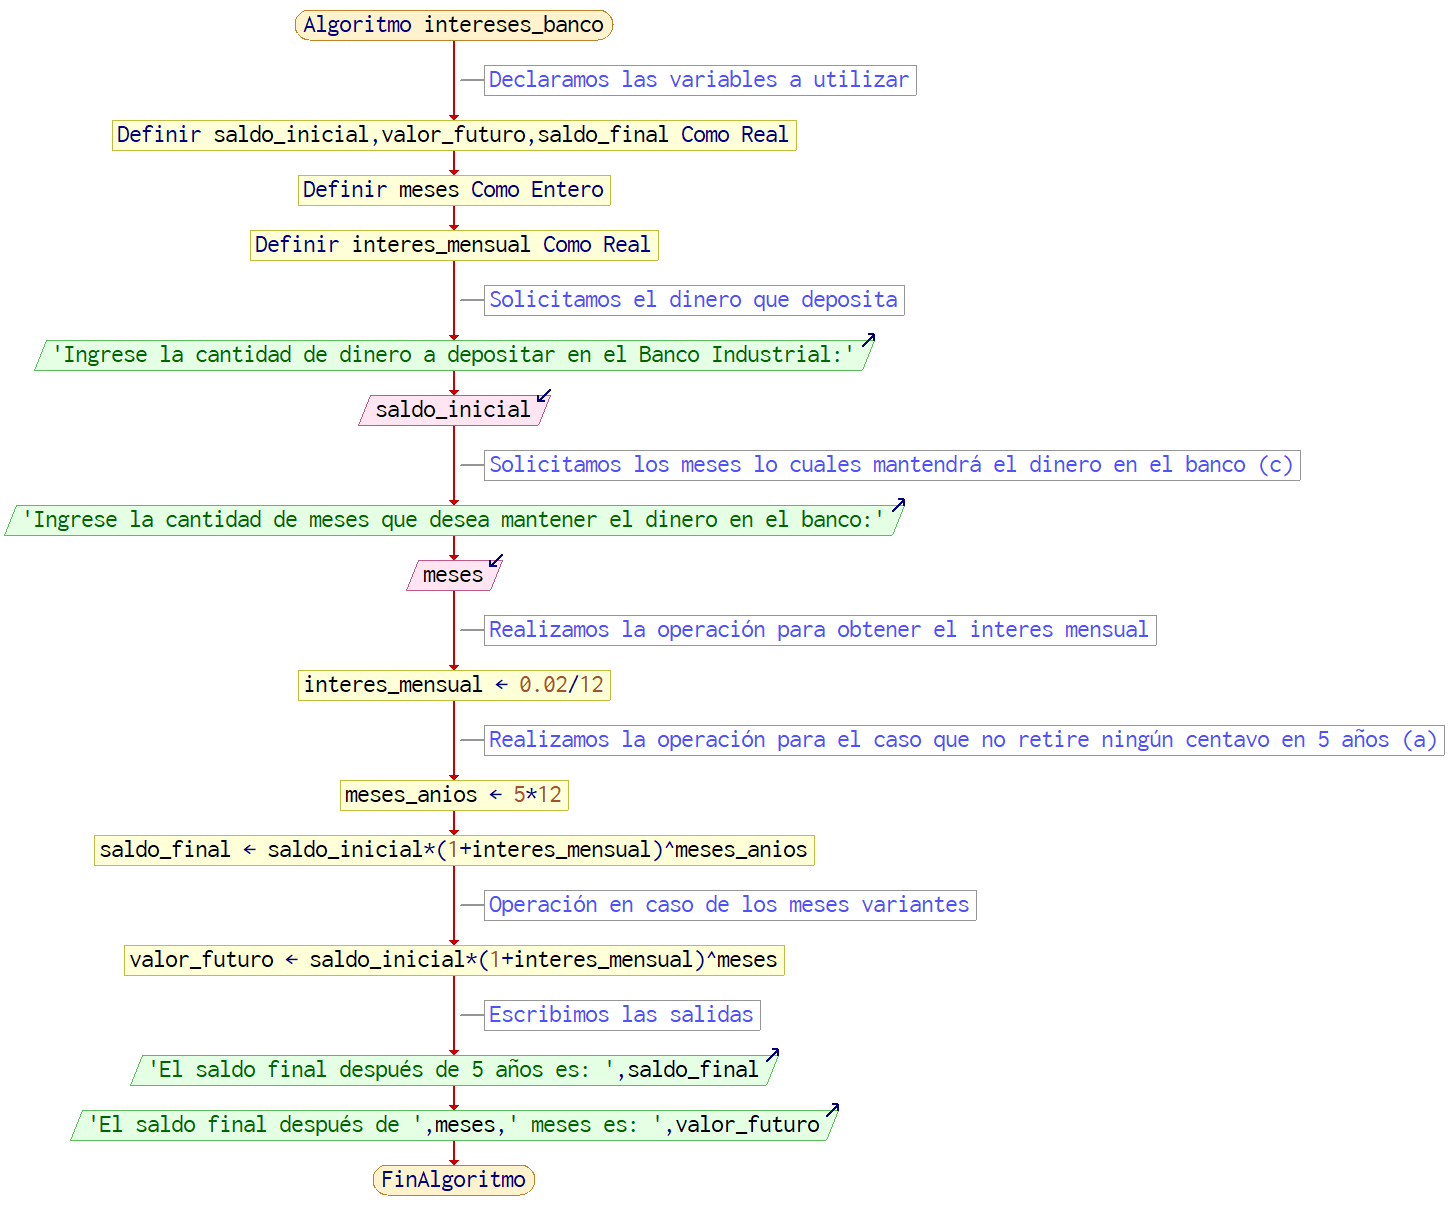 Algoritmo intereses_banco
Declaramos las variables a utilizar
Definir saldo_inicial,valor_futuro,saldo_final Como Real
Definir meses Como Entero
Definir interes_mensual Como Real
Solicitamos el dinero que deposita
'Ingrese la cantidad de dinero a depositar en el Banco Industrial:'
saldo_inicial
Solicitamos los meses lo cuales mantendrá el dinero en el banco (c)
'Ingrese la cantidad de meses que desea mantener el dinero en el banco:'
meses
Realizamos la operación para obtener el interes mensual
interes_mensual ← 0.02/12
Realizamos la operación para el caso que no retire ningún centavo en 5 años (a)
meses_anios ← 5*12
saldo_final ← saldo_inicial*(1+interes_mensual)^meses_anios
Operación en caso de los meses variantes
valor_futuro ← saldo_inicial*(1+interes_mensual)^meses
Escribimos las salidas
'El saldo final después de 5 años es: ',saldo_final
'El saldo final después de ',meses,' meses es: ',valor_futuro
FinAlgoritmo